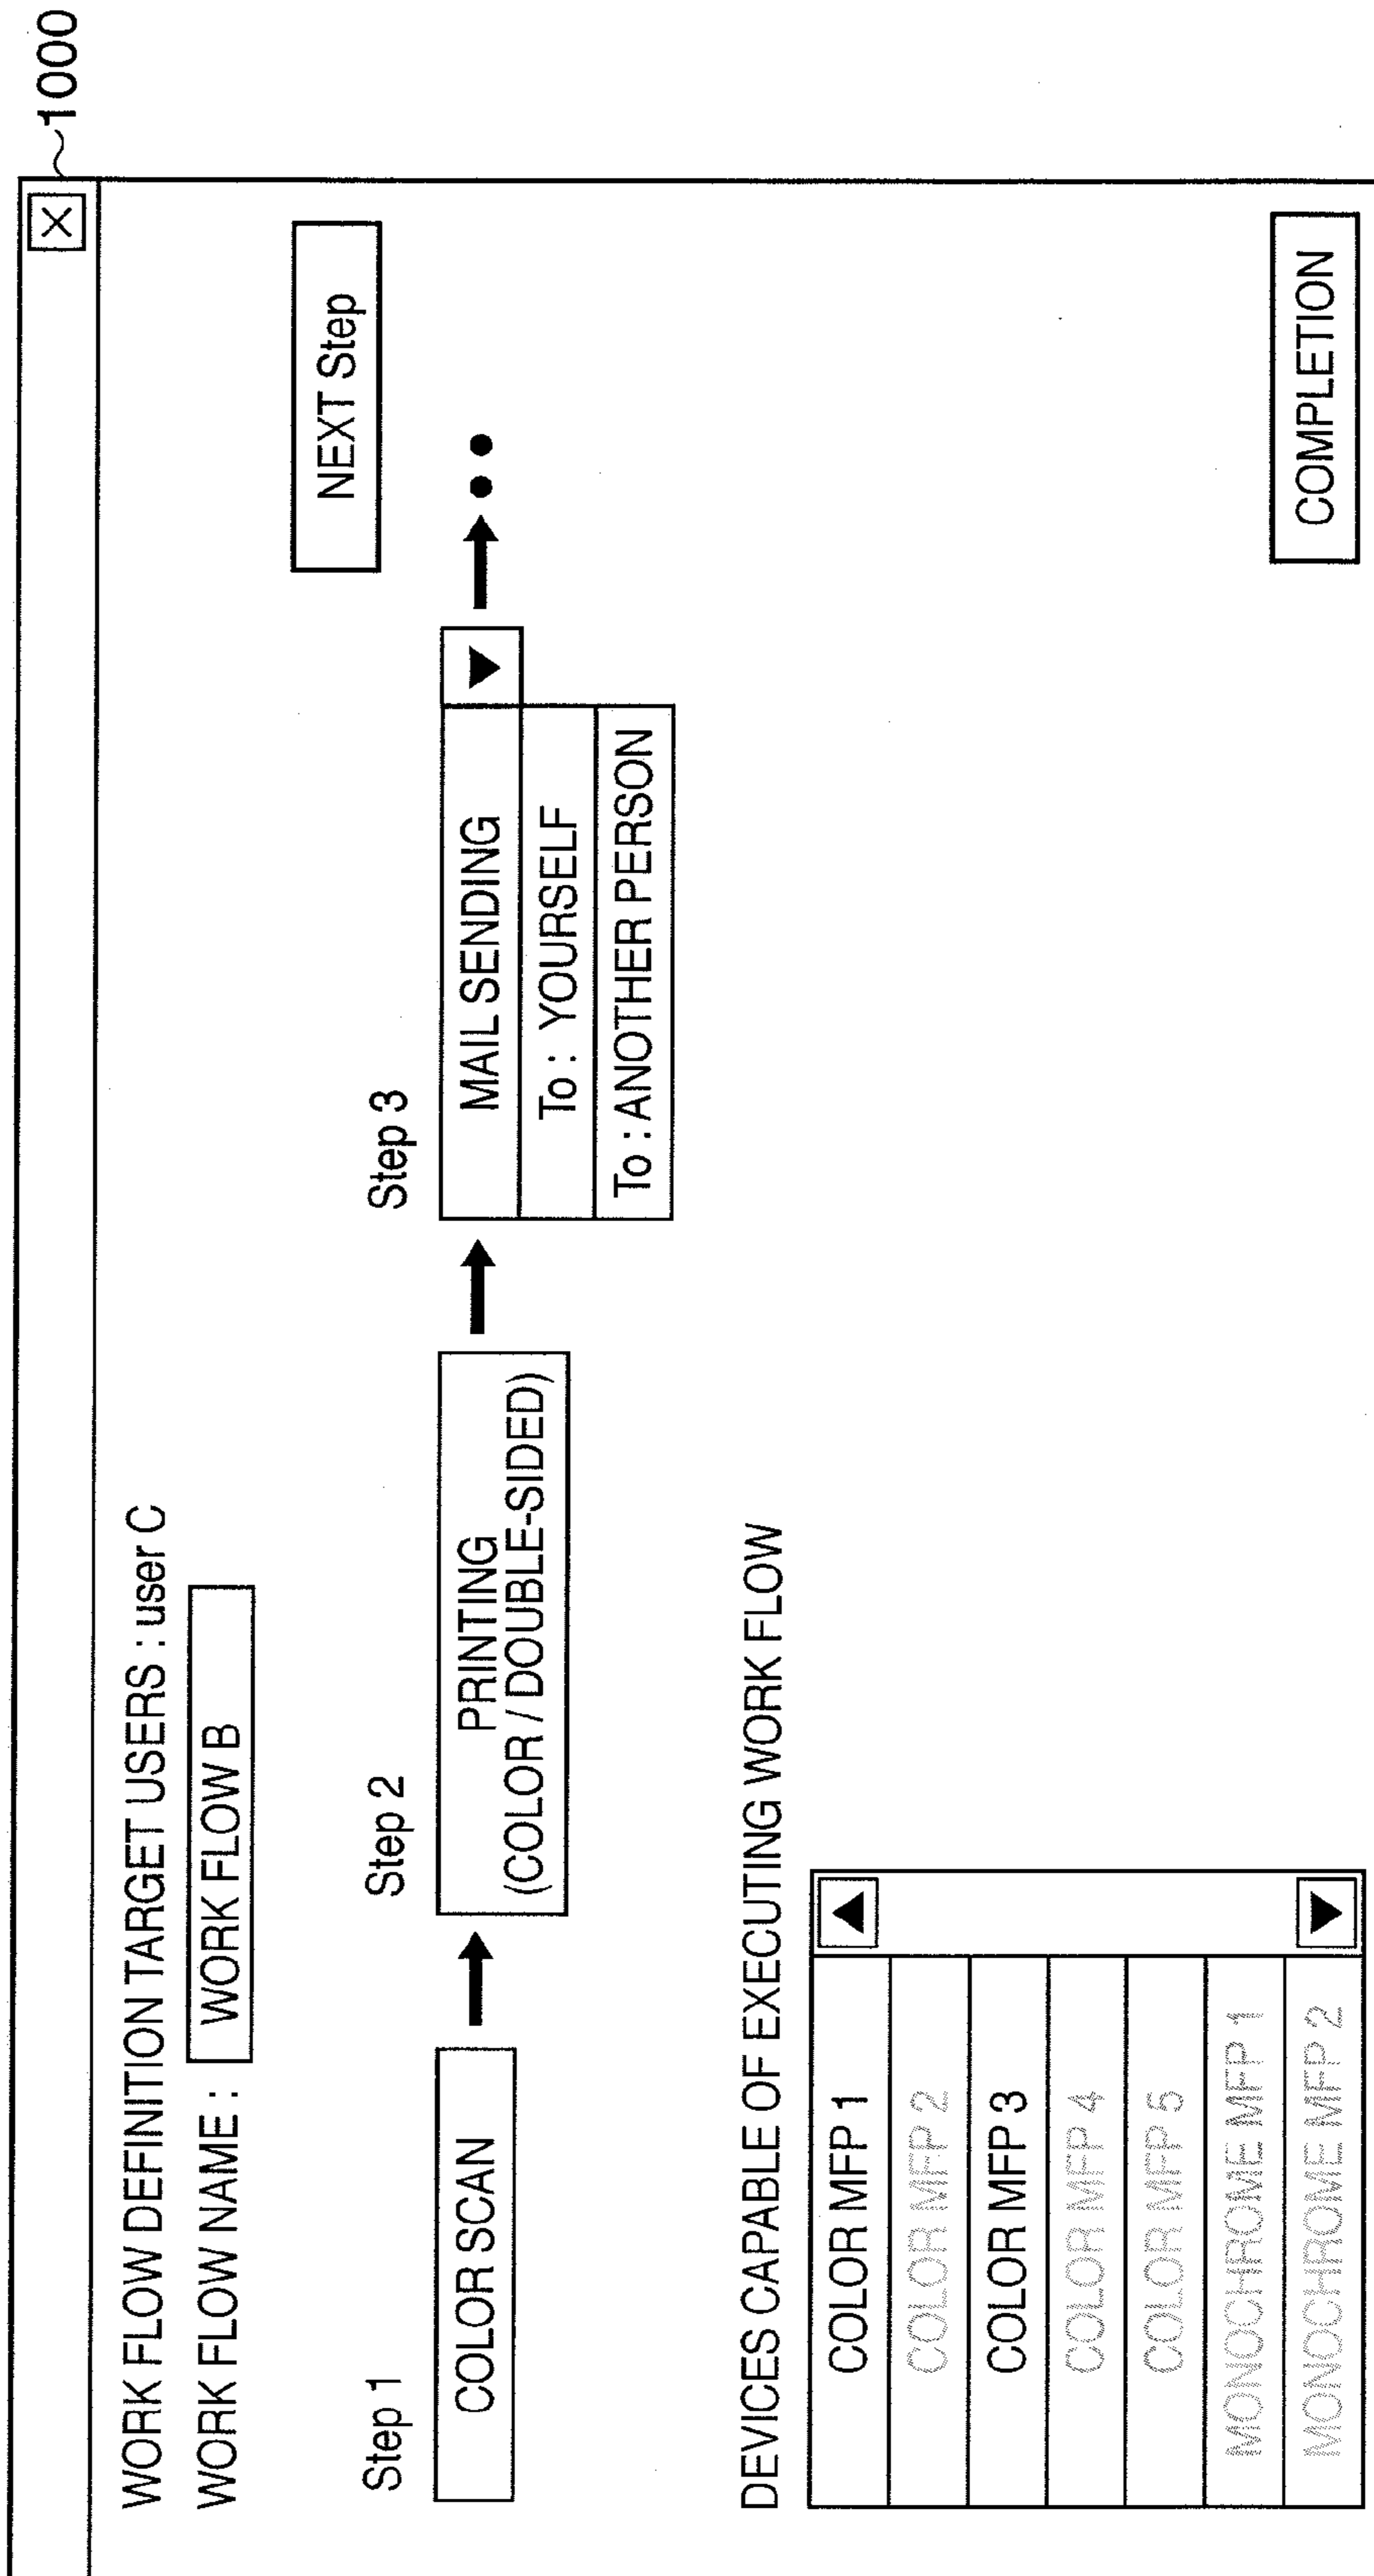 1000
X
WORK FLOW DEFINITION TARGET USERS : user C
WORK FLOW NAME : WORK FLOW B
NEXT Step
Step 1
COLOR SCAN
Step 2
PRINTING
(COLOR / DOUBLE-SIDED)
Step 3
MAIL SENDING
To : YOURSELF
To : ANOTHER PERSON
DEVICES CAPABLE OF EXECUTING WORK FLOW
COLOR MFP 1
COLOR MFP 2
COLOR MFP 3
COLOR MFP 4
COLOR MFP 5
MONOCHROME MFP 1
MONOCHROME MFP 2
COMPLETION